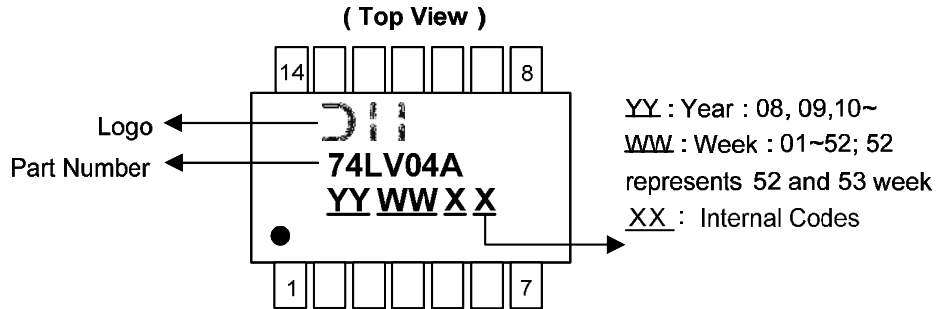 ( Top View )
14
8
Logo
Part Number
74LV04A
YY WW X X
1
7
YY : Year : 08, 09,10~
WW : Week : 01~52; 52
represents 52 and 53 week
XX : Internal Codes